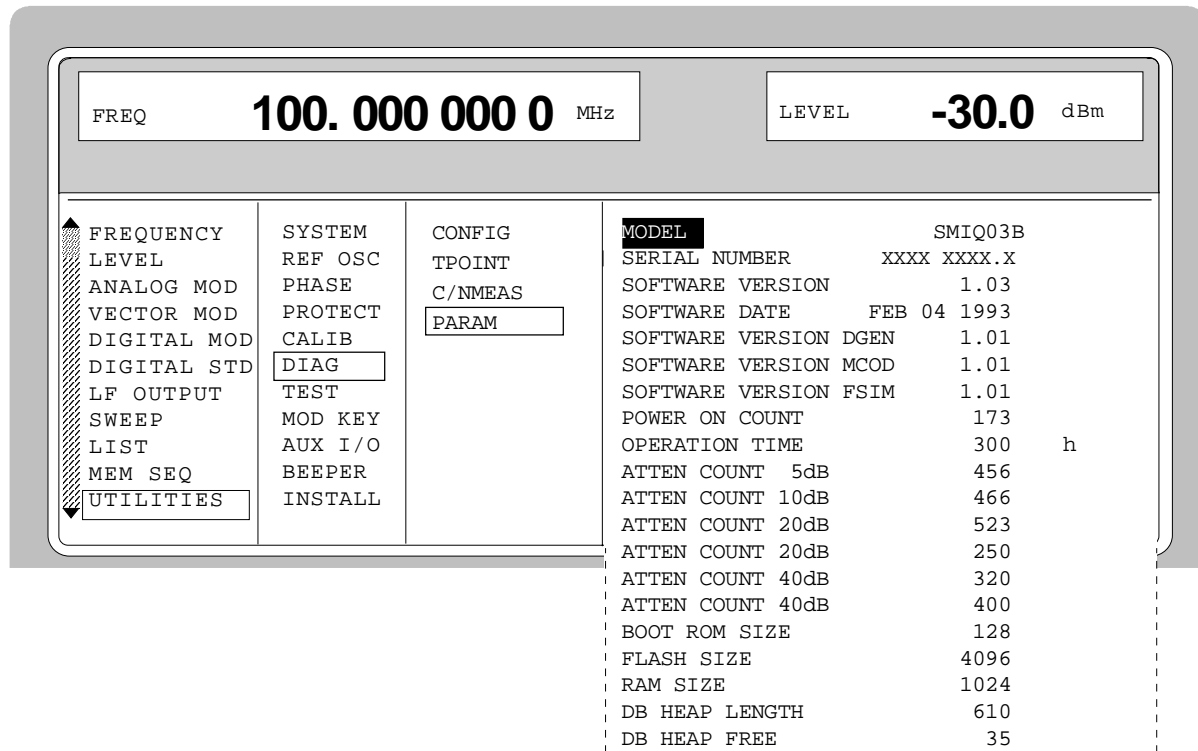 FREQ 100. 000 000 0 MHz
LEVEL -30.0 dBm
FREQUENCY
LEVEL
ANALOG MOD
VECTOR MOD
DIGITAL MOD
DIGITAL STD
LF OUTPUT
SWEEP
LIST
MEM SEQ
UTILITIES
SYSTEM
REF OSC
PHASE
PROTECT
CALIB
DIAG
TEST
MOD KEY
AUX I/O
BEEPER
INSTALL
CONFIG
TPOINT
C/NMEAS
PARAM
MODEL SMIQ03B
SERIAL NUMBER XXXX XXXX.X
SOFTWARE VERSION 1.03
SOFTWARE DATE FEB 04 1993
SOFTWARE VERSION DGEN 1.01
SOFTWARE VERSION MCOD 1.01
SOFTWARE VERSION FSIM 1.01
POWER ON COUNT 173
OPERATION TIME 300 h
ATTEN COUNT 5dB 456
ATTEN COUNT 10dB 466
ATTEN COUNT 20dB 523
ATTEN COUNT 20dB 250
ATTEN COUNT 40dB 320
ATTEN COUNT 40dB 400
BOOT ROM SIZE 128
FLASH SIZE 4096
RAM SIZE 1024
DB HEAP LENGTH 610
DB HEAP FREE 35